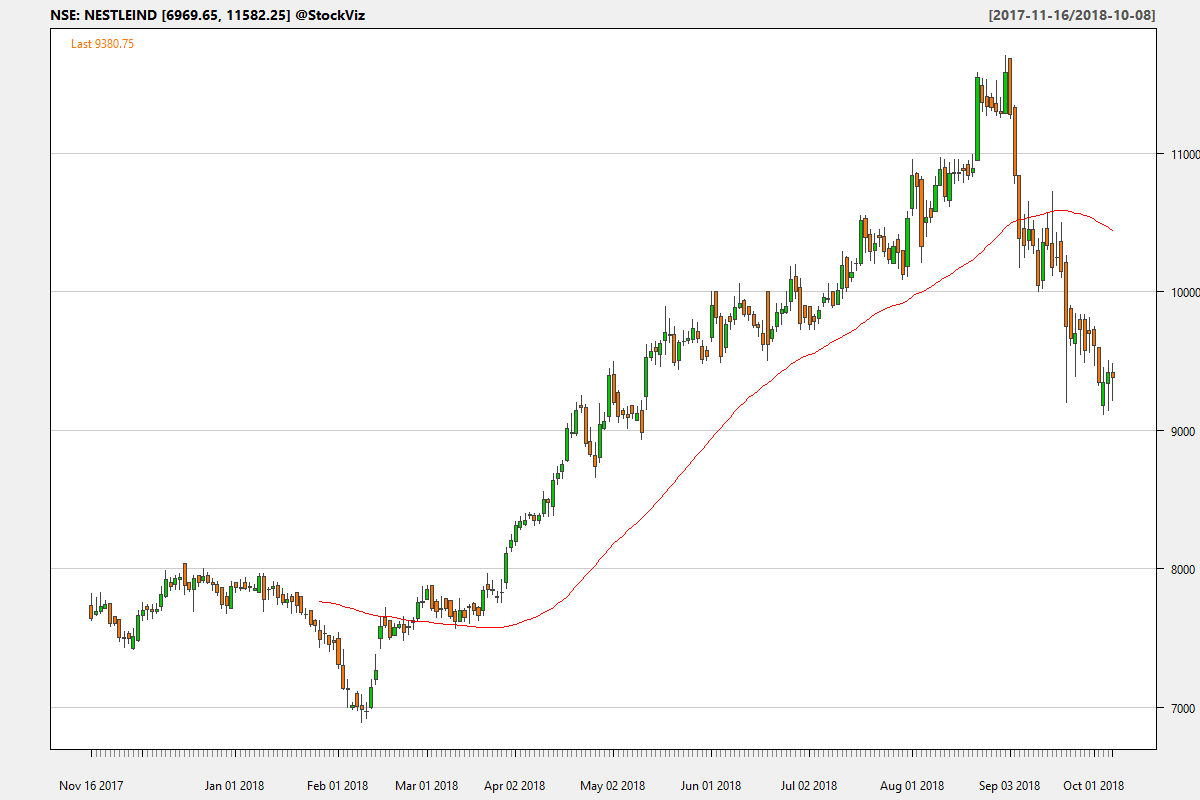 NSE: NESTLEIND [6969.65, 11582.25] @StockViz
[2017-11-16/2018-10-08]
Last 9380.75
11000
10000
9000
8000
7000
Nov 16 2017 Jan 01 2018 Feb 01 2018 Mar 01 2018 Apr 02 2018 May 02 2018 Jun 01 2018 Jul 02 2018 Aug 01 2018 Sep 03 2018 Oct 01 2018